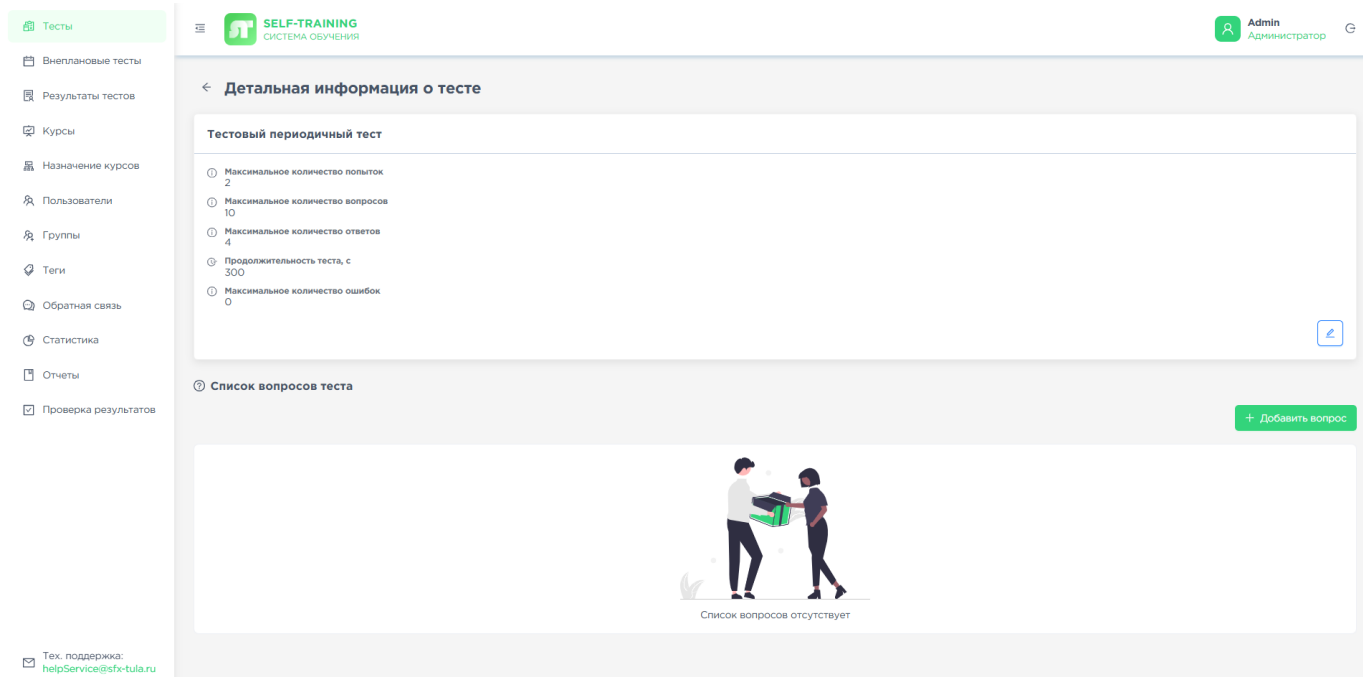 Тесты
Внеплановые тесты
Результаты тестов
Курсы
Назначение курсов
Пользователи
Группы
Теги
Обратная связь
Статистика
Отчеты
Проверка результатов
Тех. поддержка:
helpService@sfx-tula.ru
ST
SELF-TRAINING
СИСТЕМА ОБУЧЕНИЯ
Admin
Администратор
Детальная информация о тесте
Тестовый периодичный тест
Максимальное количество попыток
2
Максимальное количество вопросов
10
Максимальное количество ответов
4
Продолжительность теста, с
300
Максимальное количество ошибок
0
Список вопросов теста
+ Добавить вопрос
Список вопросов отсутствует